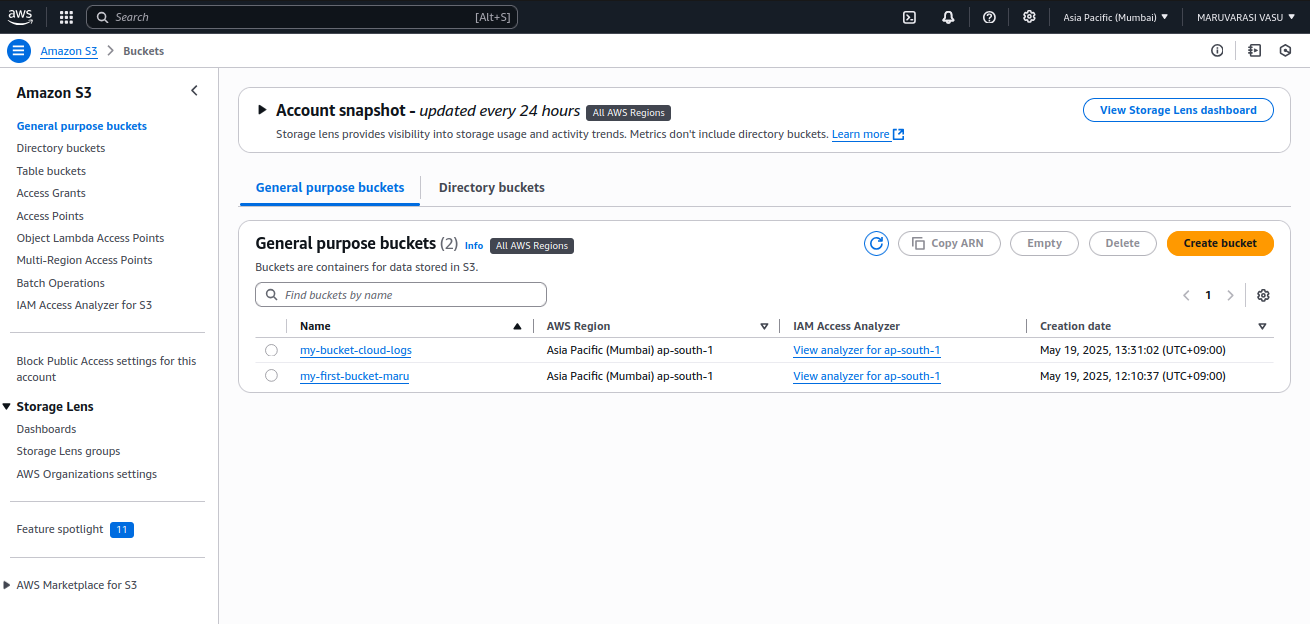 aws
Search [Alt+S]
Asia Pacific (Mumbai)
MARUVARASI VASU
Amazon S3
Buckets
Amazon S3
General purpose buckets
Directory buckets
Table buckets
Access Grants
Access Points
Object Lambda Access Points
Multi-Region Access Points
Batch Operations
IAM Access Analyzer for S3
Block Public Access settings for this
account
Storage Lens
Dashboards
Storage Lens groups
AWS Organizations settings
Feature spotlight 11
AWS Marketplace for S3
Account snapshot - updated every 24 hours All AWS Regions
View Storage Lens dashboard
Storage lens provides visibility into storage usage and activity trends. Metrics don't include directory buckets. Learn more
General purpose buckets
Directory buckets
General purpose buckets (2) Info All AWS Regions
Copy ARN
Empty
Delete
Create bucket
Buckets are containers for data stored in S3.
Find buckets by name
1
Name AWS Region IAM Access Analyzer Creation date
my-bucket-cloud-logs Asia Pacific (Mumbai) ap-south-1 View analyzer for ap-south-1 May 19, 2025, 13:31:02 (UTC+09:00)
my-first-bucket-maru Asia Pacific (Mumbai) ap-south-1 View analyzer for ap-south-1 May 19, 2025, 12:10:37 (UTC+09:00)